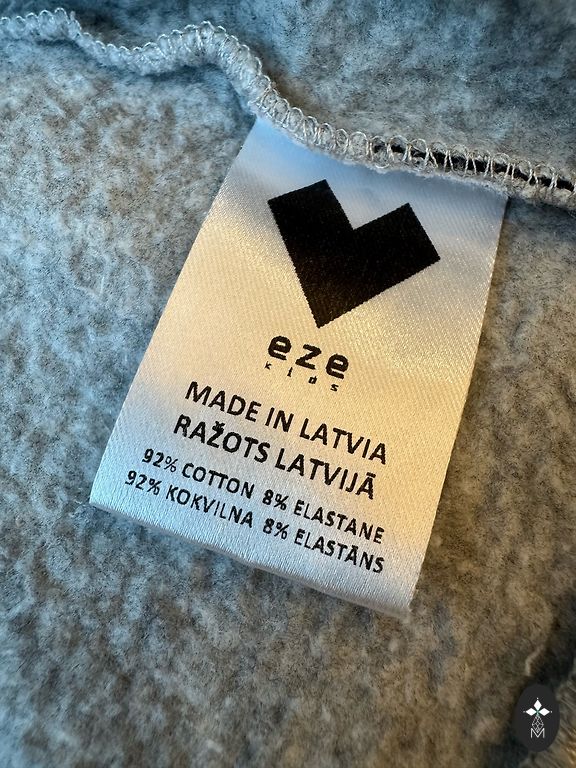 eze
kids
MADE IN LATVIA
RAŽOTS LATVIJĀ
92% COTTON 8% ELASTANE
92% KOKVILNA 8% ELASTĀNS
M